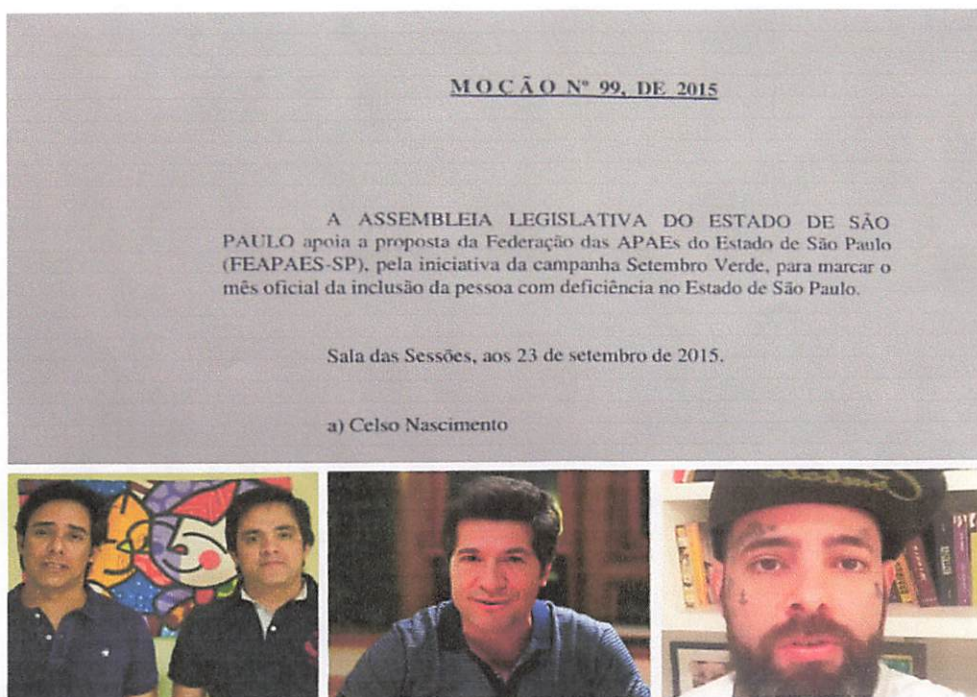 MOÇÃO Nº 99, DE 2015
A ASSEMBLEIA LEGISLATIVA DO ESTADO DE SÃO
PAULO apoia a proposta da Federação das APAEs do Estado de São Paulo
(FEAPAES-SP), pela iniciativa da campanha Setembro Verde, para marcar o
mês oficial da inclusão da pessoa com deficiência no Estado de São Paulo.
Sala das Sessões, aos 23 de setembro de 2015.
a) Celso Nascimento